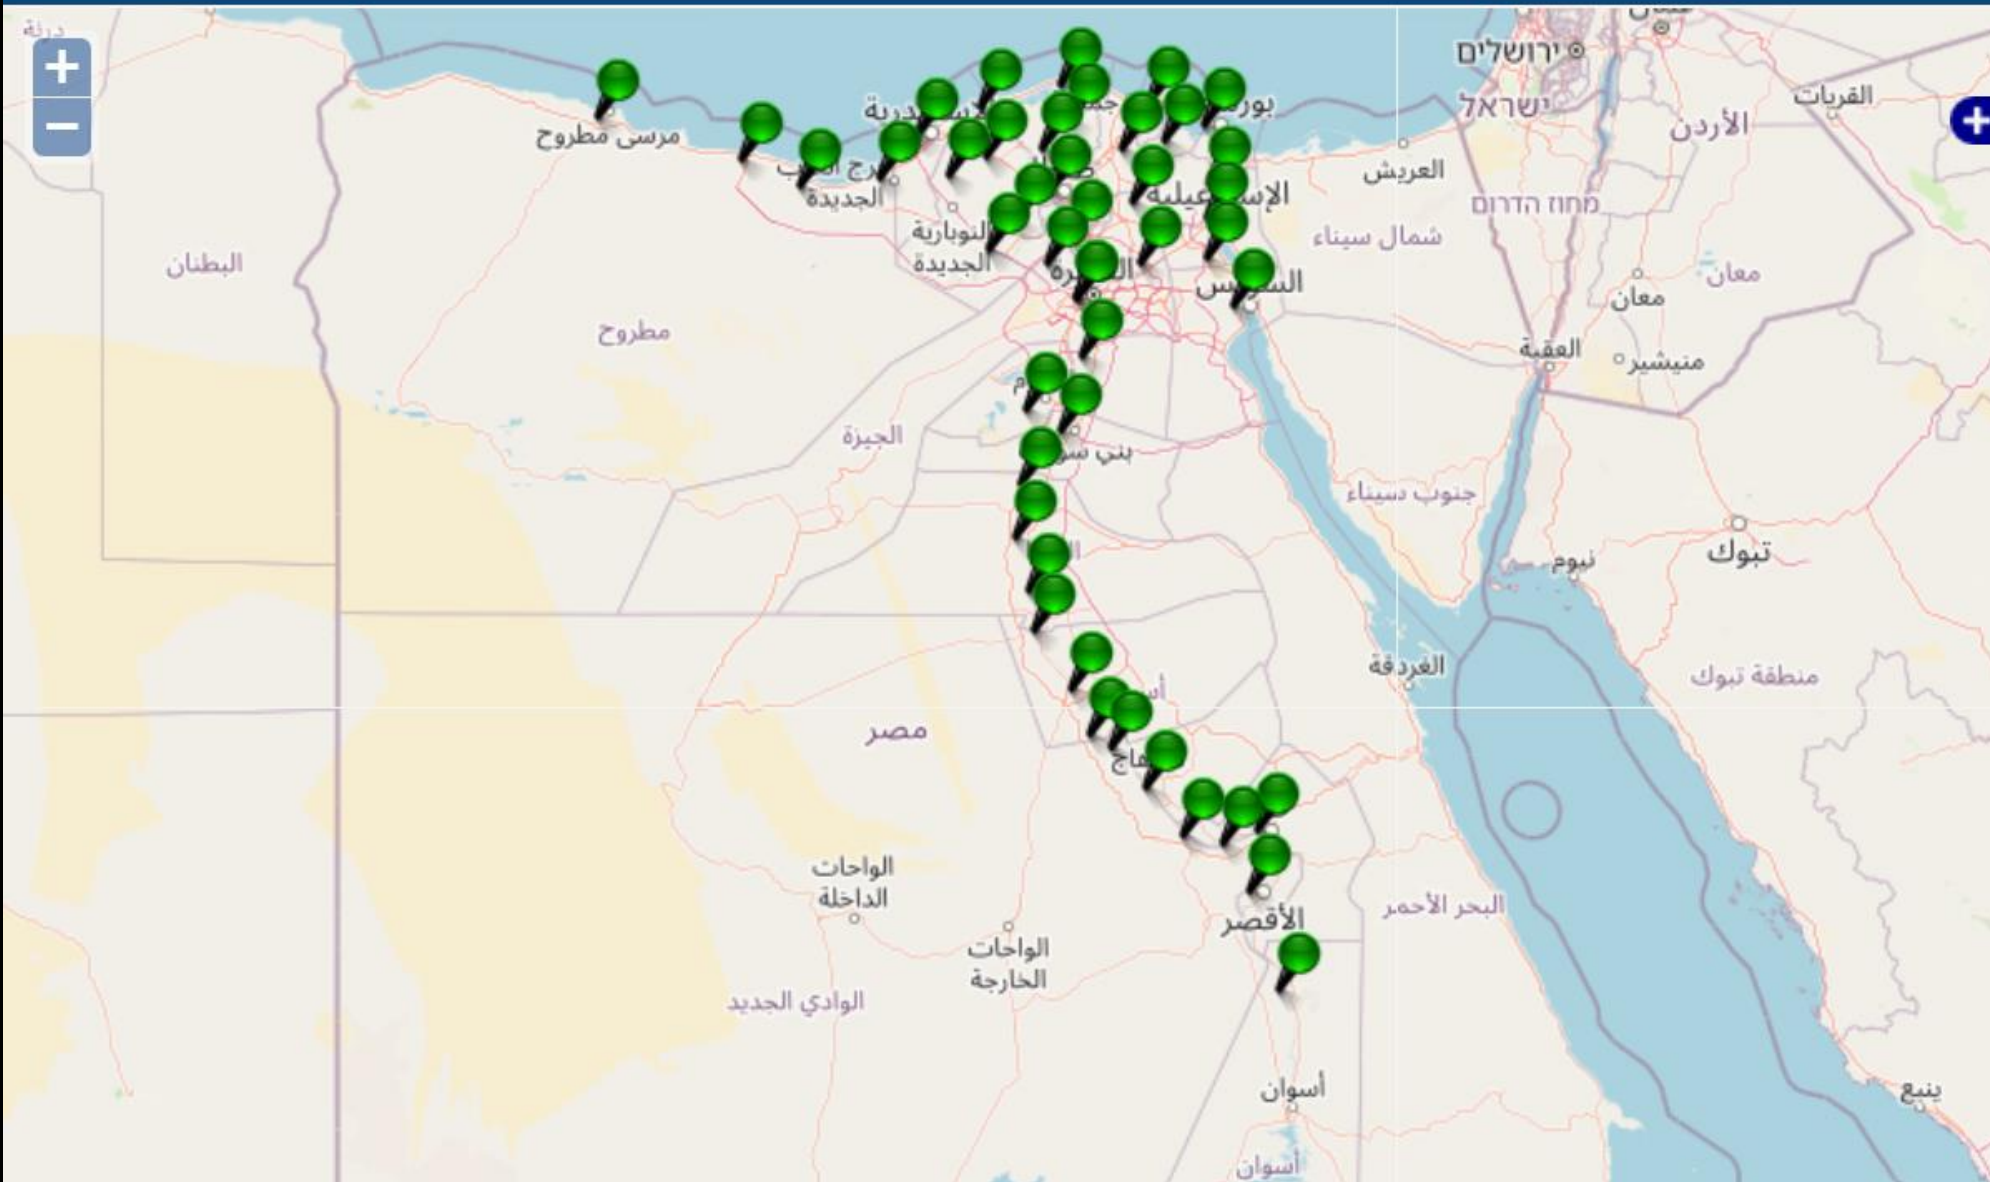 درنة
عمان
ירושלים
ישראל
القريات
الأردن
مرسى مطروح
العريش
الجديدة
מחוז הדרום
شمال سيناء
النوبارية
الجديدة
البطنان
معان
معان
مطروح
العقبة
منيشير
الجيزة
جنوب سيناء
تبوك
نيوم
الغردقة
منطقة تبوك
مصر
الواحات
الداخلة
البحر الأحمر
الأقصر
الواحات
الخارجة
الوادي الجديد
أسوان
ينبع
أسوان